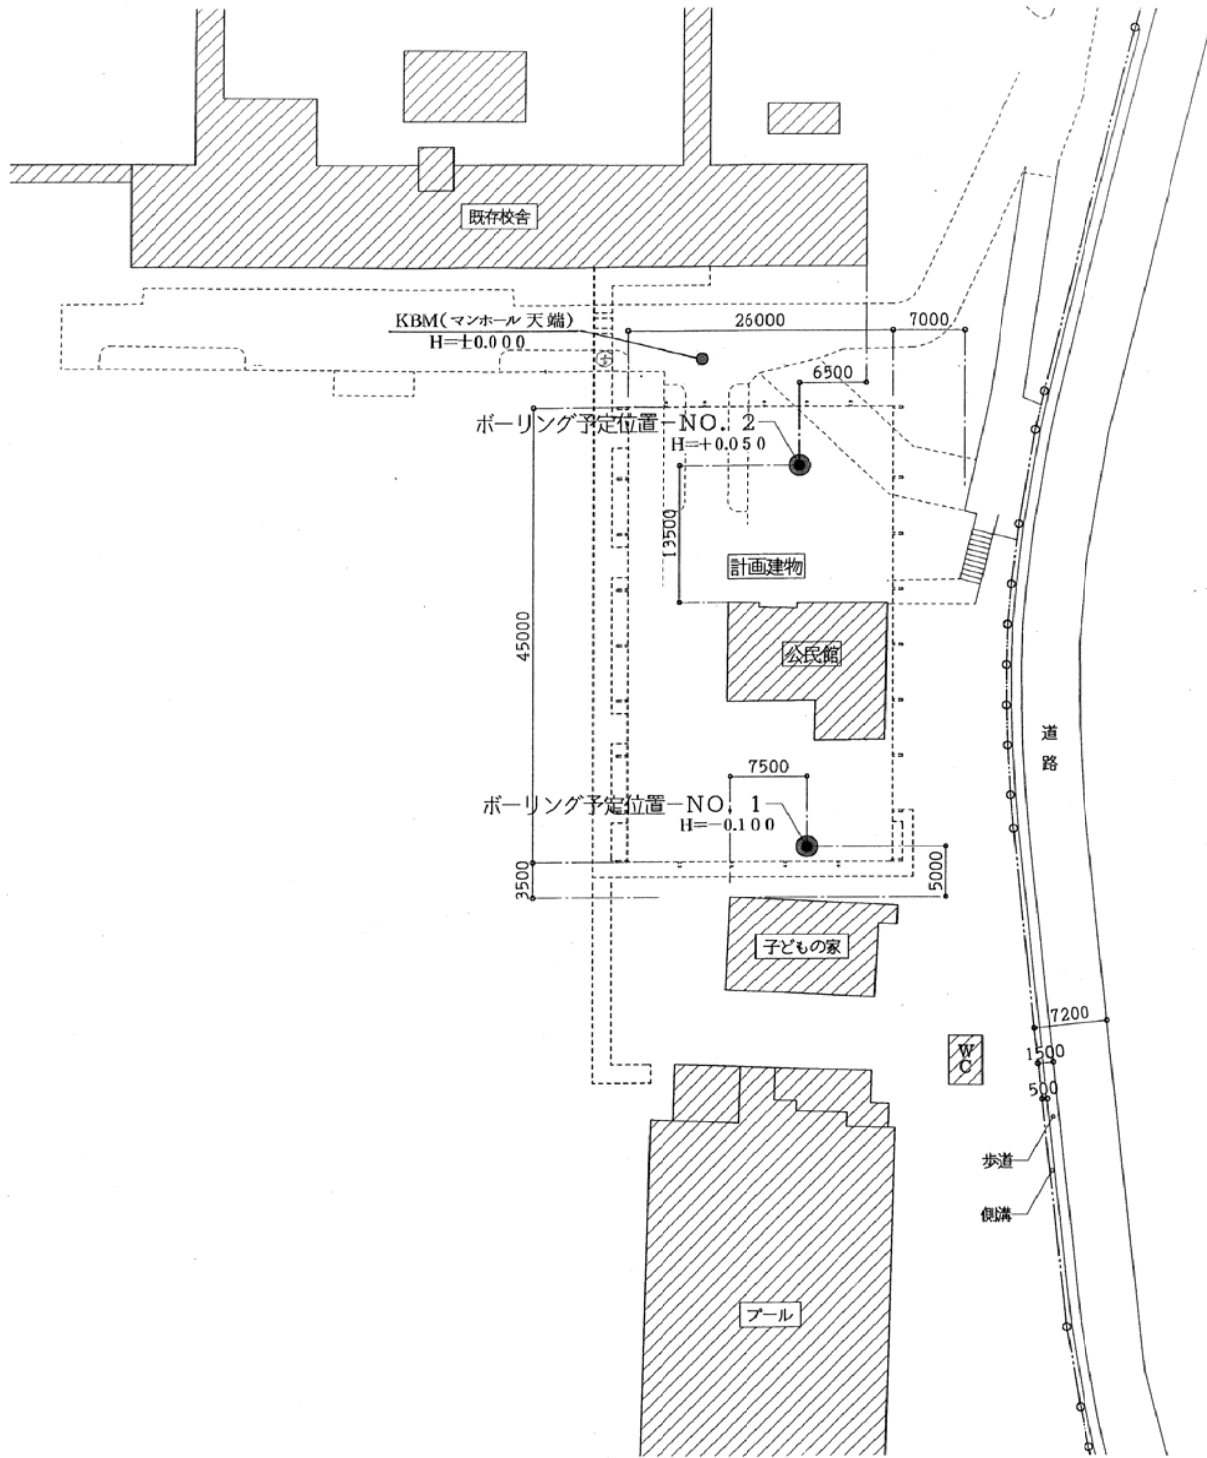 既存校舎
KBM(マンホール天端)
H=±0.000
26000
7000
6500
ボーリング予定位置-NO. 2
H=+0.050
13500
計画建物
45000
公民館
道路
7500
ボーリング予定位置-NO. 1
H=-0.100
3500
5000
子どもの家
7200
WC
1500
500
歩道
側溝
プール